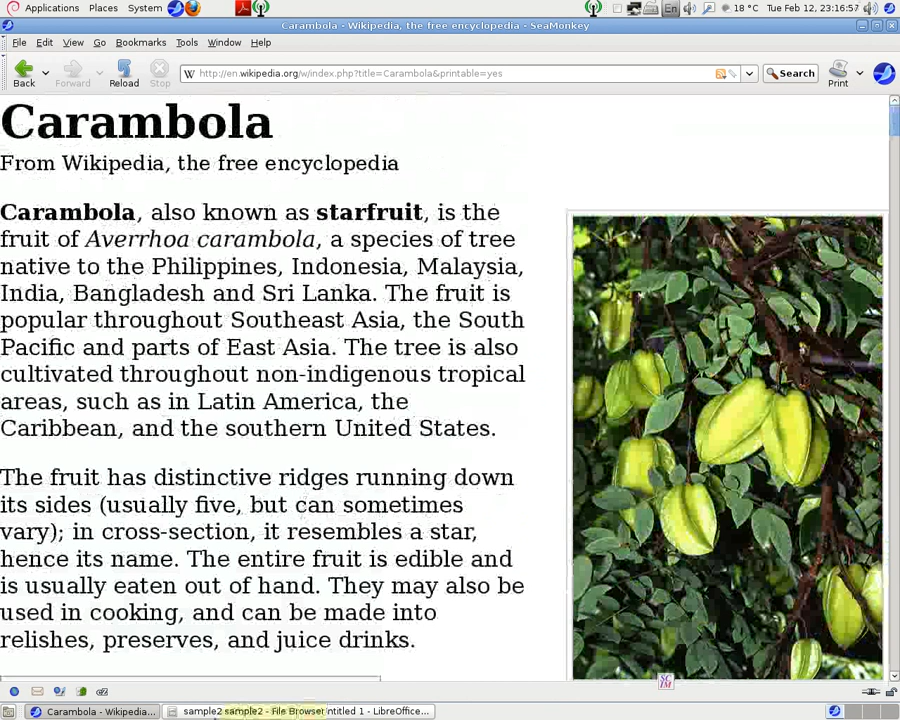 Applications Places System 18 °C Tue Feb 12, 23:16:57
Carambola - Wikipedia, the free encyclopedia - SeaMonkey
File Edit View Go Bookmarks Tools Window Help
Back Forward Reload Stop http://en.wikipedia.org/w/index.php?title=Carambola&printable=yes Search Print
Carambola
From Wikipedia, the free encyclopedia
Carambola, also known as starfruit, is the
fruit of Averrhoa carambola, a species of tree
native to the Philippines, Indonesia, Malaysia,
India, Bangladesh and Sri Lanka. The fruit is
popular throughout Southeast Asia, the South
Pacific and parts of East Asia. The tree is also
cultivated throughout non-indigenous tropical
areas, such as in Latin America, the
Caribbean, and the southern United States.
The fruit has distinctive ridges running down
its sides (usually five, but can sometimes
vary); in cross-section, it resembles a star,
hence its name. The entire fruit is edible and
is usually eaten out of hand. They may also be
used in cooking, and can be made into
relishes, preserves, and juice drinks.
Carambola - Wikipedia... sample2 sample2 - File Browser ntitled 1 - LibreOffice...